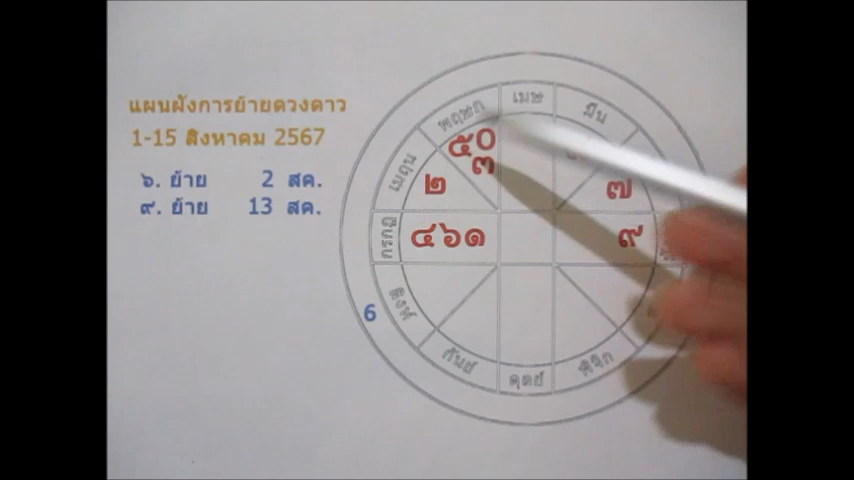 แผนผังการย้ายดวงดาว
1-15 สิงหาคม 2567
๖. ย้าย 2 สค.
๙. ย้าย 13 สค.
เมษ
พฤษภ
มีน
เมถุน
๕๐
๓
๒
๗
กรกฎ
๔๖๑
๙
สิงห์
6
กันย์
ตุลย์
พิจิก